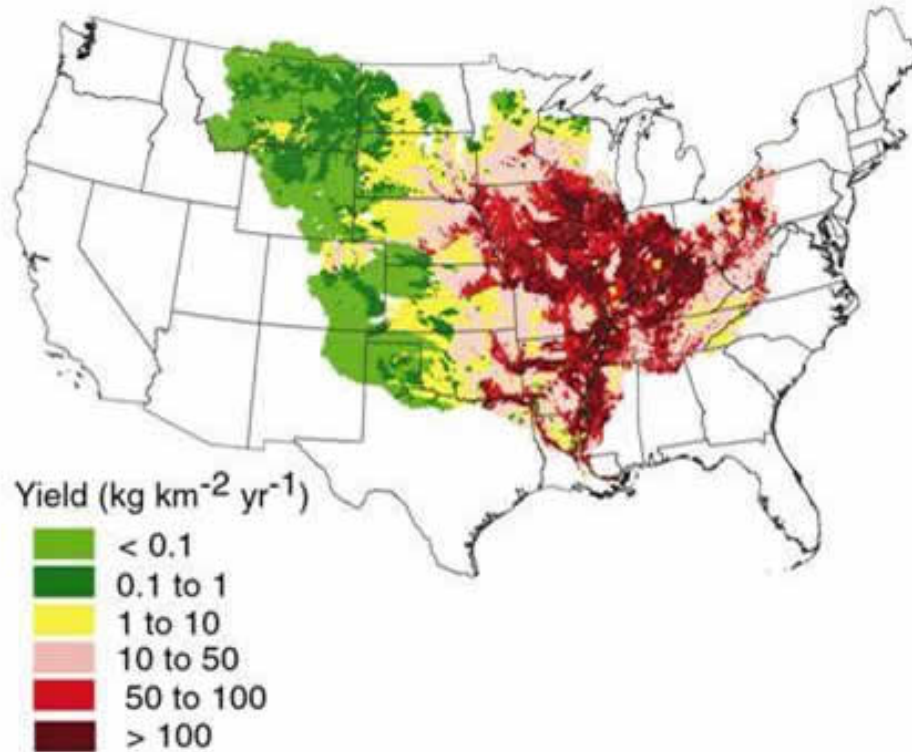 Yield (kg km⁻² yr⁻¹)
< 0.1
0.1 to 1
1 to 10
10 to 50
50 to 100
> 100